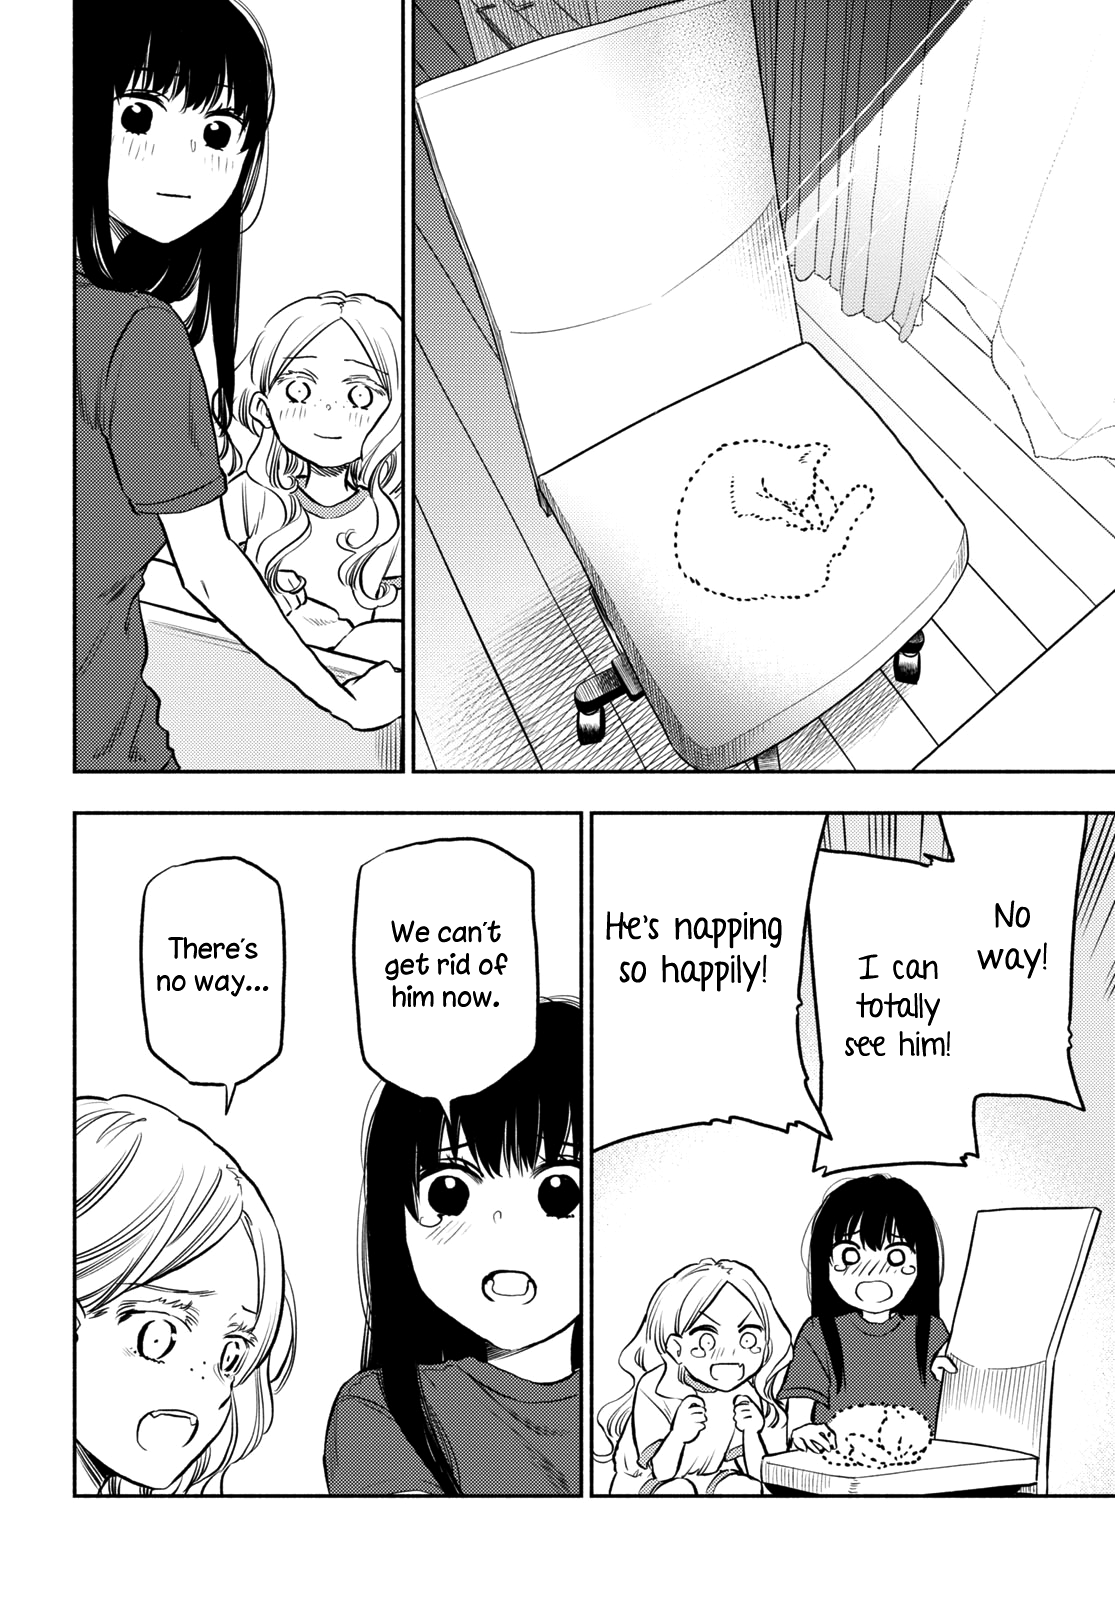 No
way!
I can
totally
see him!
He's napping
so happily!
We can't
get rid of
him now.
There's
no way...